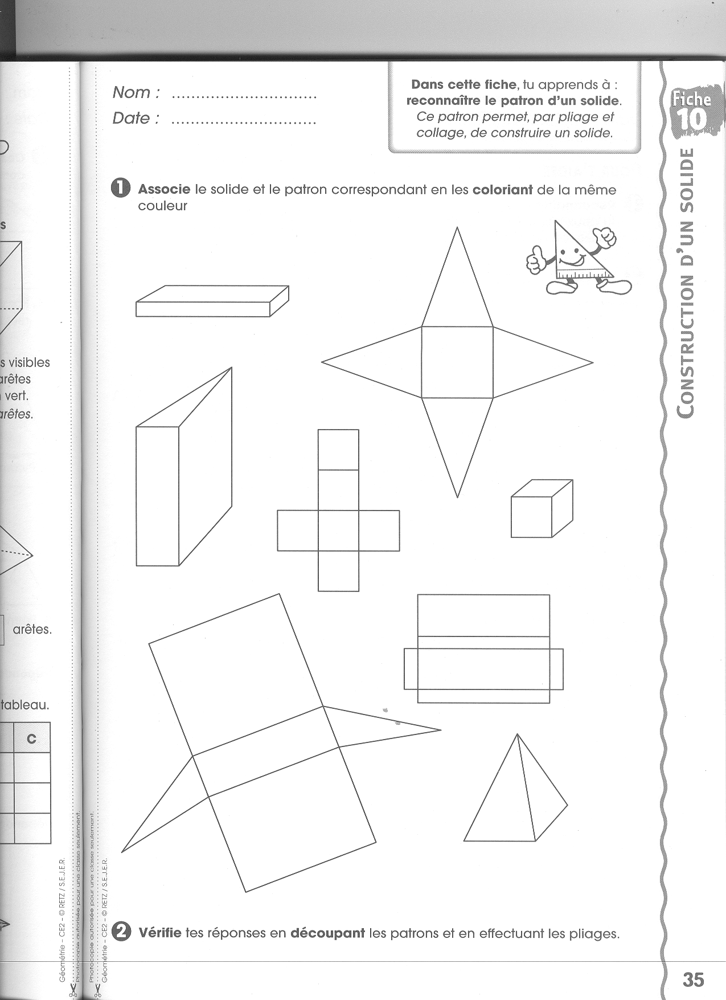 Nom : ..............................
Date : ..............................
Dans cette fiche, tu apprends à :
reconnaître le patron d'un solide.
Ce patron permet, par pliage et
collage, de construire un solide.
Fiche
10
CONSTRUCTION D'UN SOLIDE
1 Associe le solide et le patron correspondant en les coloriant de la même
couleur
s
s visibles
arêtes
vert.
arêtes.
arêtes.
tableau.
C
2 Vérifie tes réponses en découpant les patrons et en effectuant les pliages.
Géométrie - CE2 - © RETZ / S.E.J.E.R.
Photocopie autorisée pour une classe seulement.
Photocopie autorisée pour une classe seulement.
Géométrie - CE2 - © RETZ / S.E.J.E.R.
35